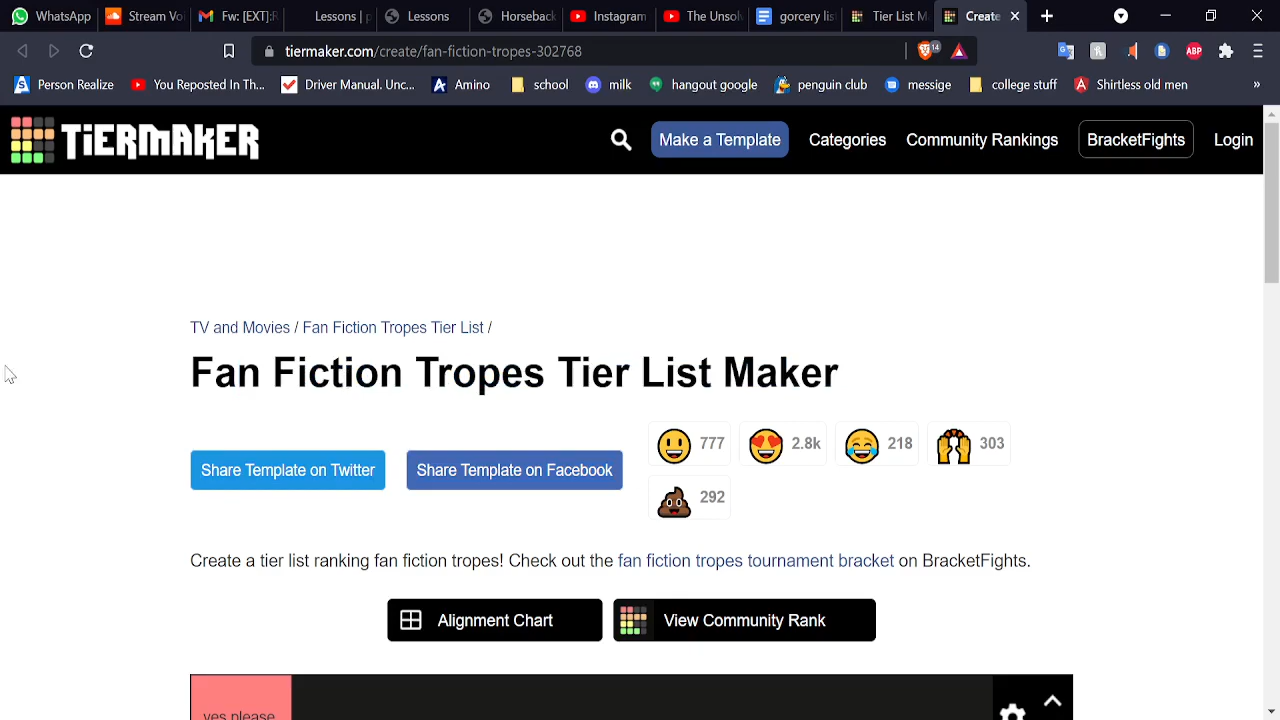 WhatsApp Stream Vo Fw: [EXT]: Lessons | p Lessons Horseback Instagram The Unsol gorcery list Tier List M Create
tiermaker.com/create/fan-fiction-tropes-302768 14 ABP
Person Realize You Reposted In Th... Driver Manual. Unc... Amino school milk hangout google penguin club messige college stuff Shirtless old men »
TiERMAKER Make a Template Categories Community Rankings BracketFights Login
TV and Movies / Fan Fiction Tropes Tier List /
Fan Fiction Tropes Tier List Maker
777 2.8k 218 303
Share Template on Twitter Share Template on Facebook
292
Create a tier list ranking fan fiction tropes! Check out the fan fiction tropes tournament bracket on BracketFights.
Alignment Chart View Community Rank
yes please